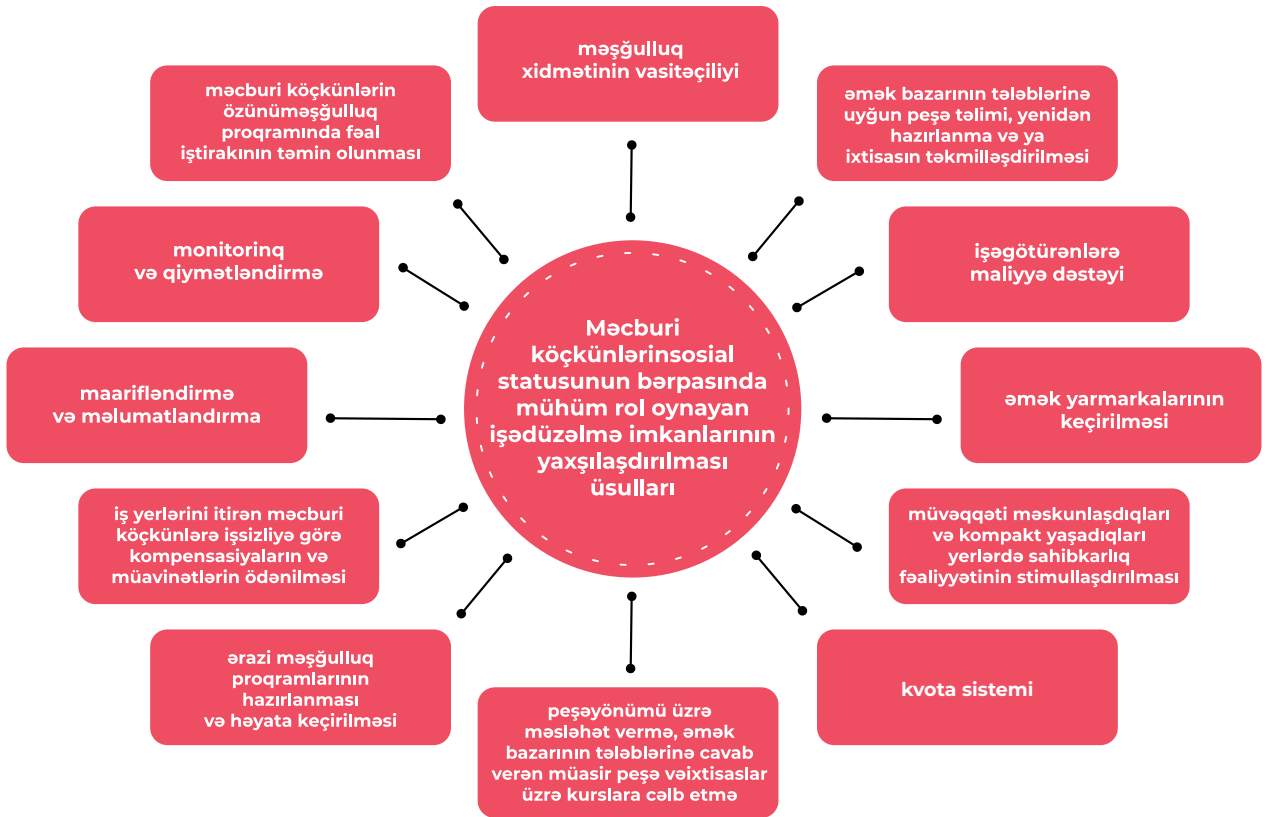 məşğulluq
xidmətinin vasitəçiliyi
məcburi köçkünlərin
özünüməşğulluq
proqramında fəal
iştirakının təmin olunması
əmək bazarının tələblərinə
uyğun peşə təlimi, yenidən
hazırlanma və ya
ixtisasın təkmilləşdirilməsi
monitorinq
və qiymətləndirmə
işəgötürənlərə
maliyyə dəstəyi
Məcburi
köçkünlərinsosial
statusunun bərpasında
mühüm rol oynayan
işədüzəlmə imkanlarının
yaxşılaşdırılması
üsulları
maarifləndirmə
və məlumatlandırma
əmək yarmarkalarının
keçirilməsi
iş yerlərini itirən məcburi
köçkünlərə işsizliyə görə
kompensasiyaların və
müavinətlərin ödənilməsi
müvəqqəti məskunlaşdıqları
və kompakt yaşadıqları
yerlərdə sahibkarlıq
fəaliyyətinin stimullaşdırılması
ərazi məşğulluq
proqramlarının
hazırlanması
və həyata keçirilməsi
kvota sistemi
peşəyönümü üzrə
məsləhət vermə, əmək
bazarının tələblərinə cavab
verən müasir peşə vəixtisaslar
üzrə kurslara cəlb etmə